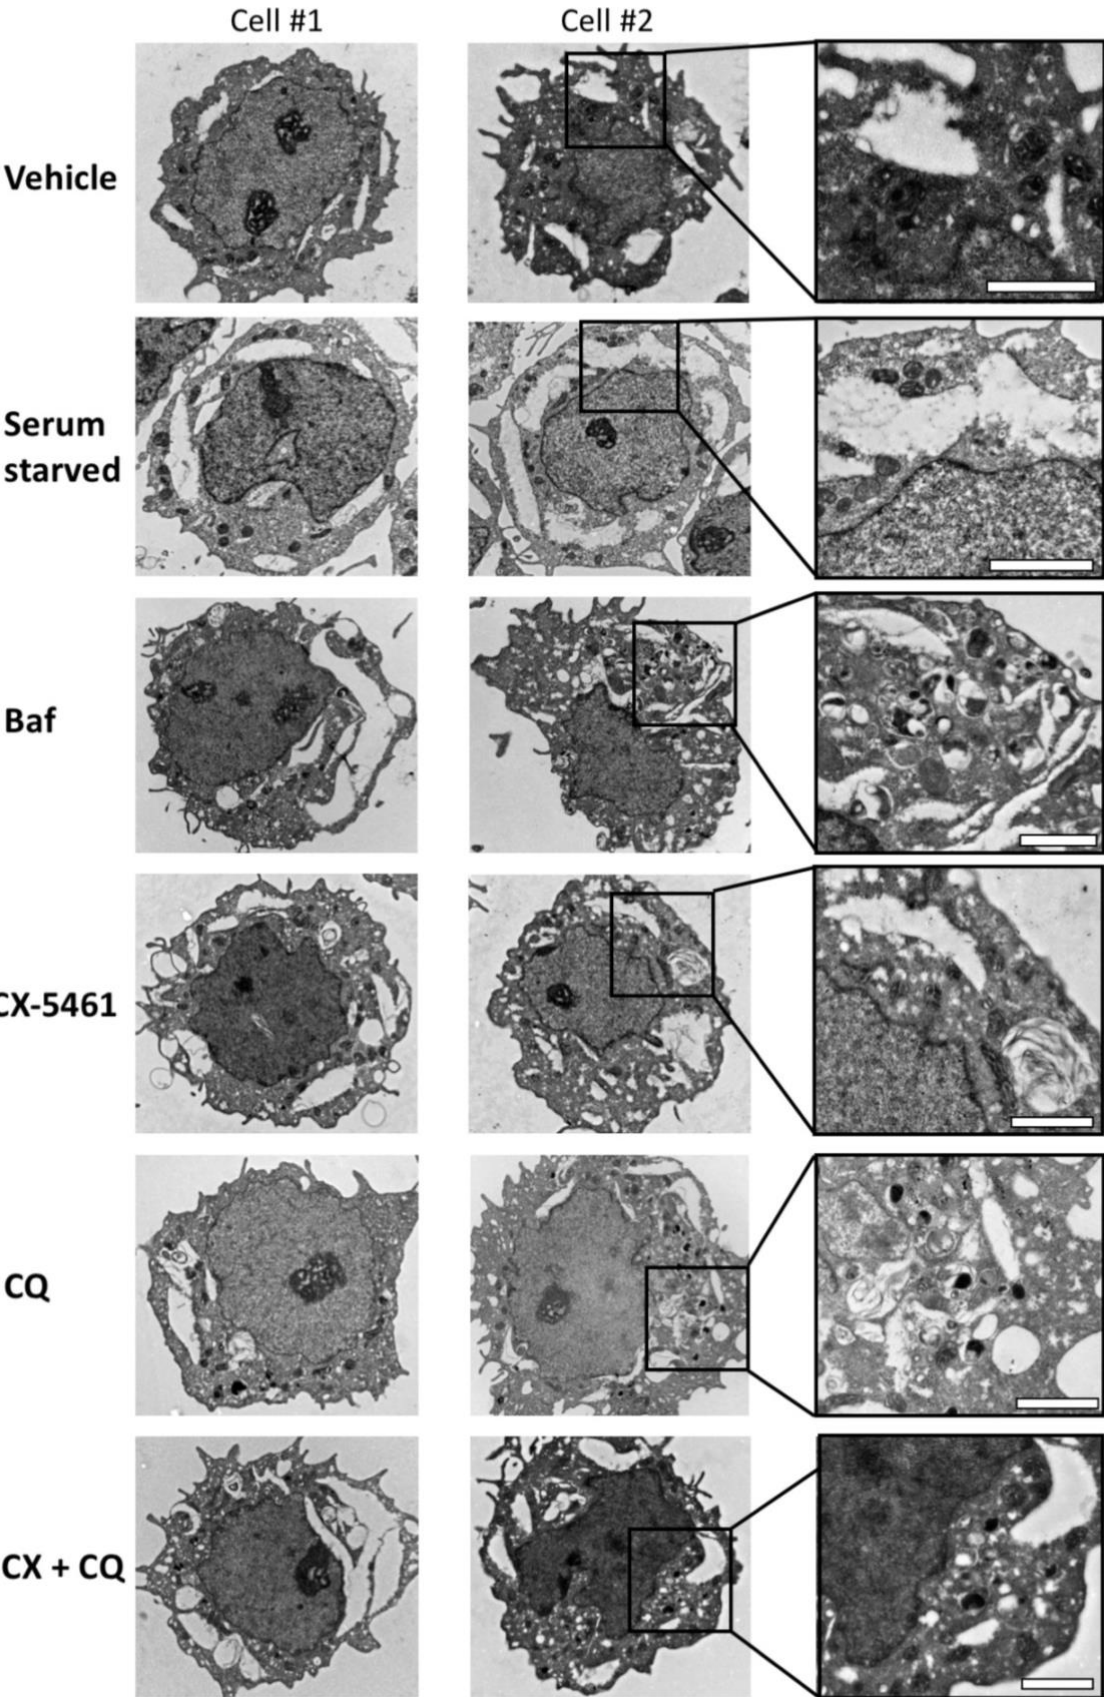 Cell #1 Cell #2
Vehicle
Serum
starved
Baf
CX-5461
CQ
CX + CQ